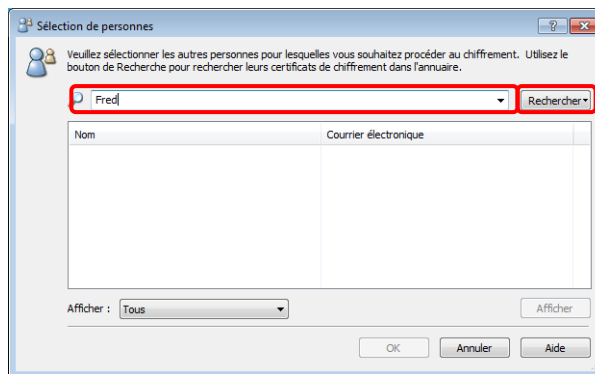 Sélection de personnes
Veuillez sélectionner les autres personnes pour lesquelles vous souhaitez procéder au chiffrement. Utilisez le
bouton de Recherche pour rechercher leurs certificats de chiffrement dans l'annuaire.
Fred Rechercher
Nom Courrier électronique
Afficher : Tous Afficher
OK Annuler Aide